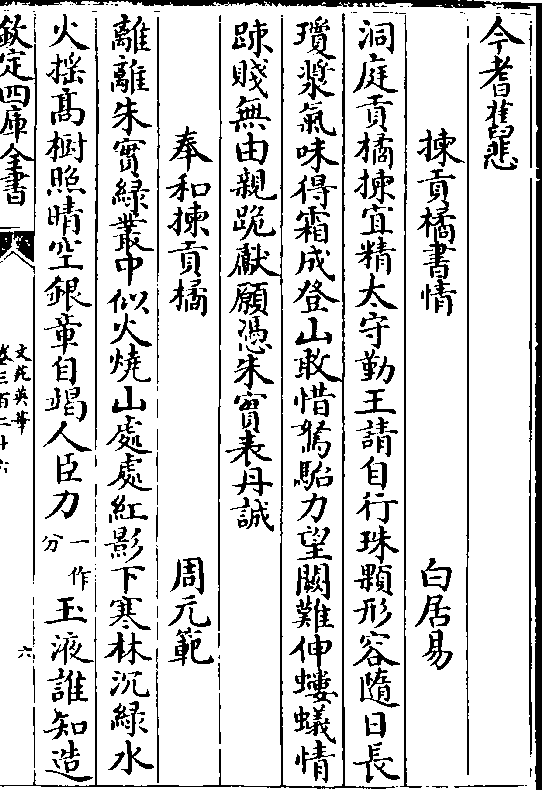 今耆舊悲
揀貢橘書情 白居易
洞庭貢橘揀宜精太守勤王請自行珠顆形容隨日長
瓊漿氣味得霜成登山敢惜駑駘力望闕難伸螻蟻情
踈賤無由親跪獻願憑朱實表丹誠
奉和揀貢橘 周元範
離離朱實綠叢中似火燒山處處紅影下寒林沉綠水
火搖髙樹照晴空銀章自竭人臣力一作分玉液誰知造
欽定四庫全書
文苑英華
卷三百二十六
六